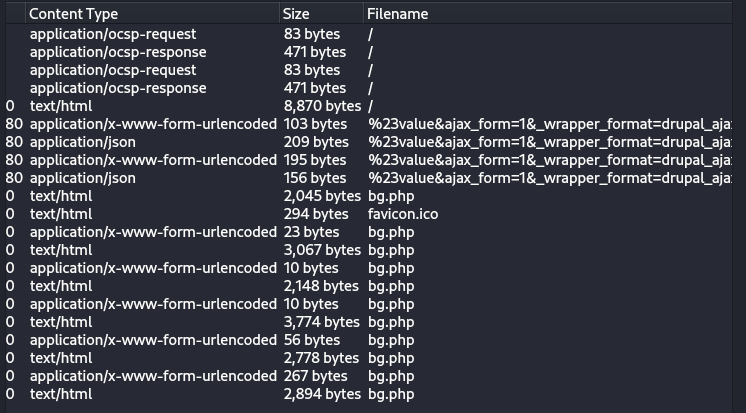 Content Type Size Filename
application/ocsp-request 83 bytes /
application/ocsp-response 471 bytes /
application/ocsp-request 83 bytes /
application/ocsp-response 471 bytes /
0 text/html 8,870 bytes /
80 application/x-www-form-urlencoded 103 bytes %23value&ajax_form=1&_wrapper_format=drupal_ajax
80 application/json 209 bytes %23value&ajax_form=1&_wrapper_format=drupal_ajax
80 application/x-www-form-urlencoded 195 bytes %23value&ajax_form=1&_wrapper_format=drupal_ajax
80 application/json 156 bytes %23value&ajax_form=1&_wrapper_format=drupal_ajax
0 text/html 2,045 bytes bg.php
0 text/html 294 bytes favicon.ico
0 application/x-www-form-urlencoded 23 bytes bg.php
0 text/html 3,067 bytes bg.php
0 application/x-www-form-urlencoded 10 bytes bg.php
0 text/html 2,148 bytes bg.php
0 application/x-www-form-urlencoded 10 bytes bg.php
0 text/html 3,774 bytes bg.php
0 application/x-www-form-urlencoded 56 bytes bg.php
0 text/html 2,778 bytes bg.php
0 application/x-www-form-urlencoded 267 bytes bg.php
0 text/html 2,894 bytes bg.php